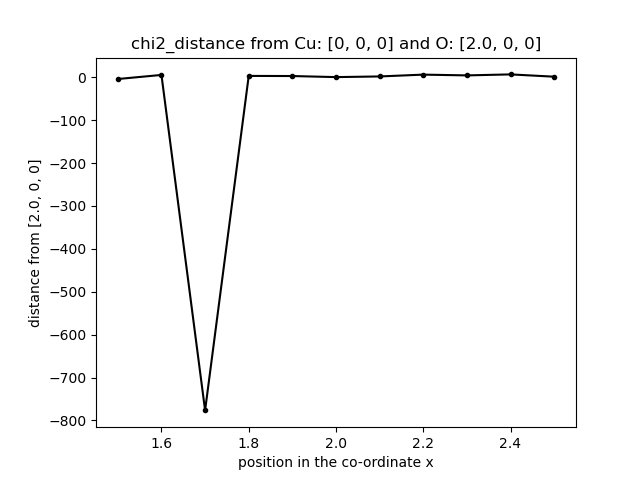 chi2_distance from Cu: [0, 0, 0] and O: [2.0, 0, 0]
distance from [2.0, 0, 0]
0
−100
−200
−300
−400
−500
−600
−700
−800
1.6 1.8 2.0 2.2 2.4
position in the co-ordinate x